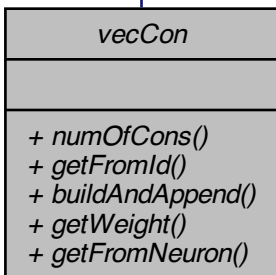 vecCon
+ numOfCons()
+ getFromId()
+ buildAndAppend()
+ getWeight()
+ getFromNeuron()